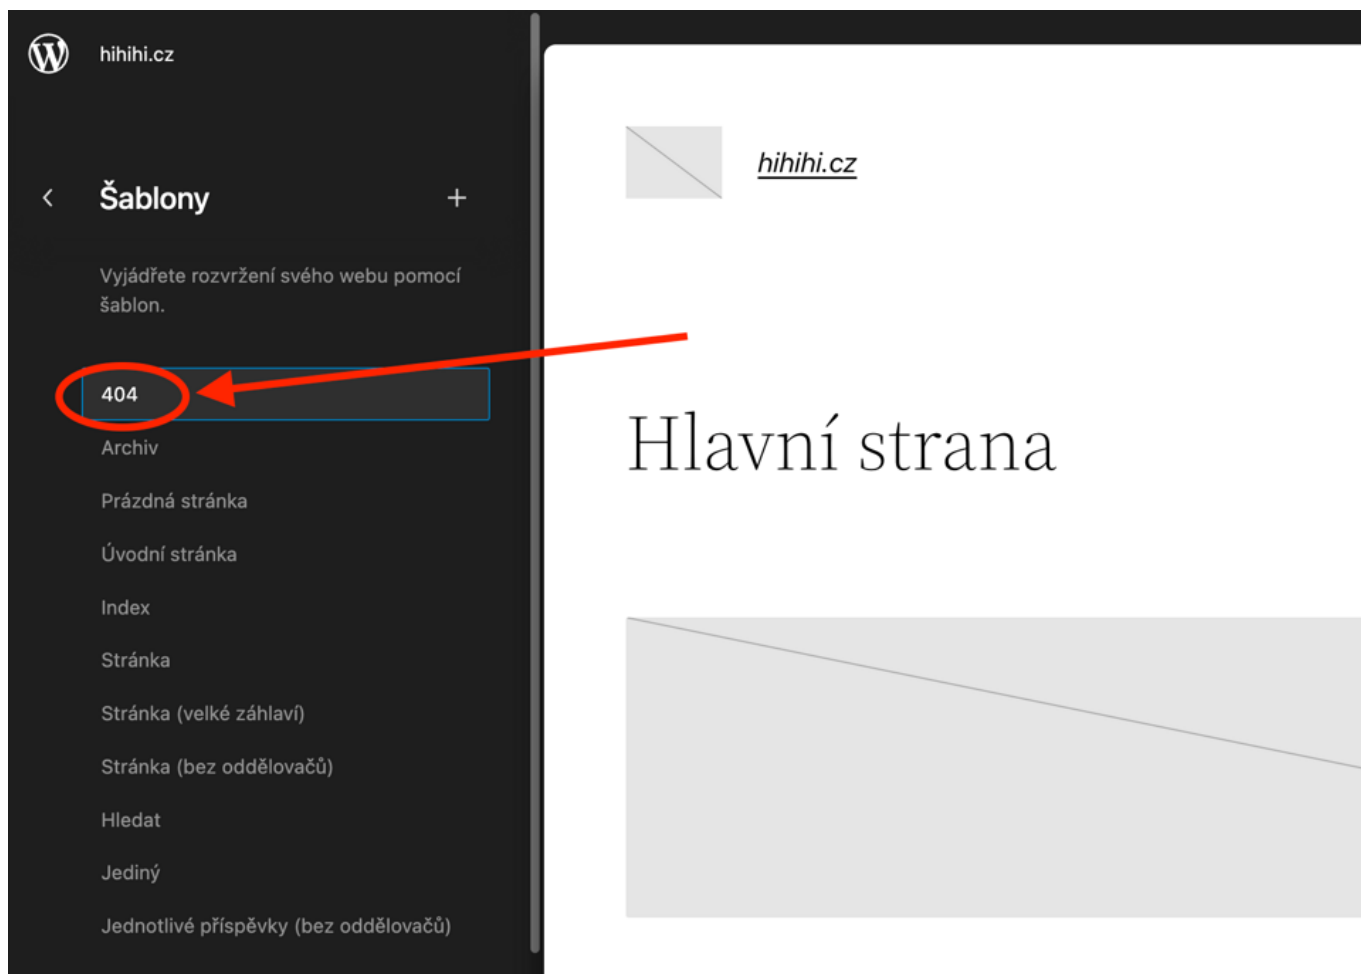 hihihi.cz
Šablony
Vyjádřete rozvržení svého webu pomocí
šablon.
404
Archiv
Prázdná stránka
Úvodní stránka
Index
Stránka
Stránka (velké záhlaví)
Stránka (bez oddělovačů)
Hledat
Jediný
Jednotlivé příspěvky (bez oddělovačů)
hihihi.cz
Hlavní strana